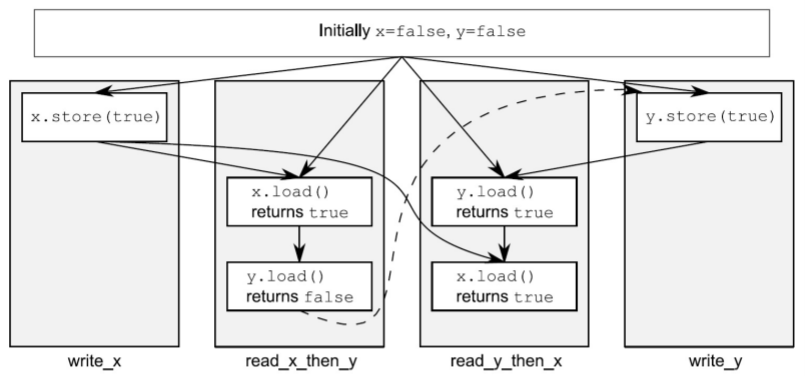 Initially x=false, y=false
x.store(true)
y.store(true)
x.load()
returns true
y.load()
returns true
y.load()
returns false
x.load()
returns true
write_x
read_x_then_y
read_y_then_x
write_y